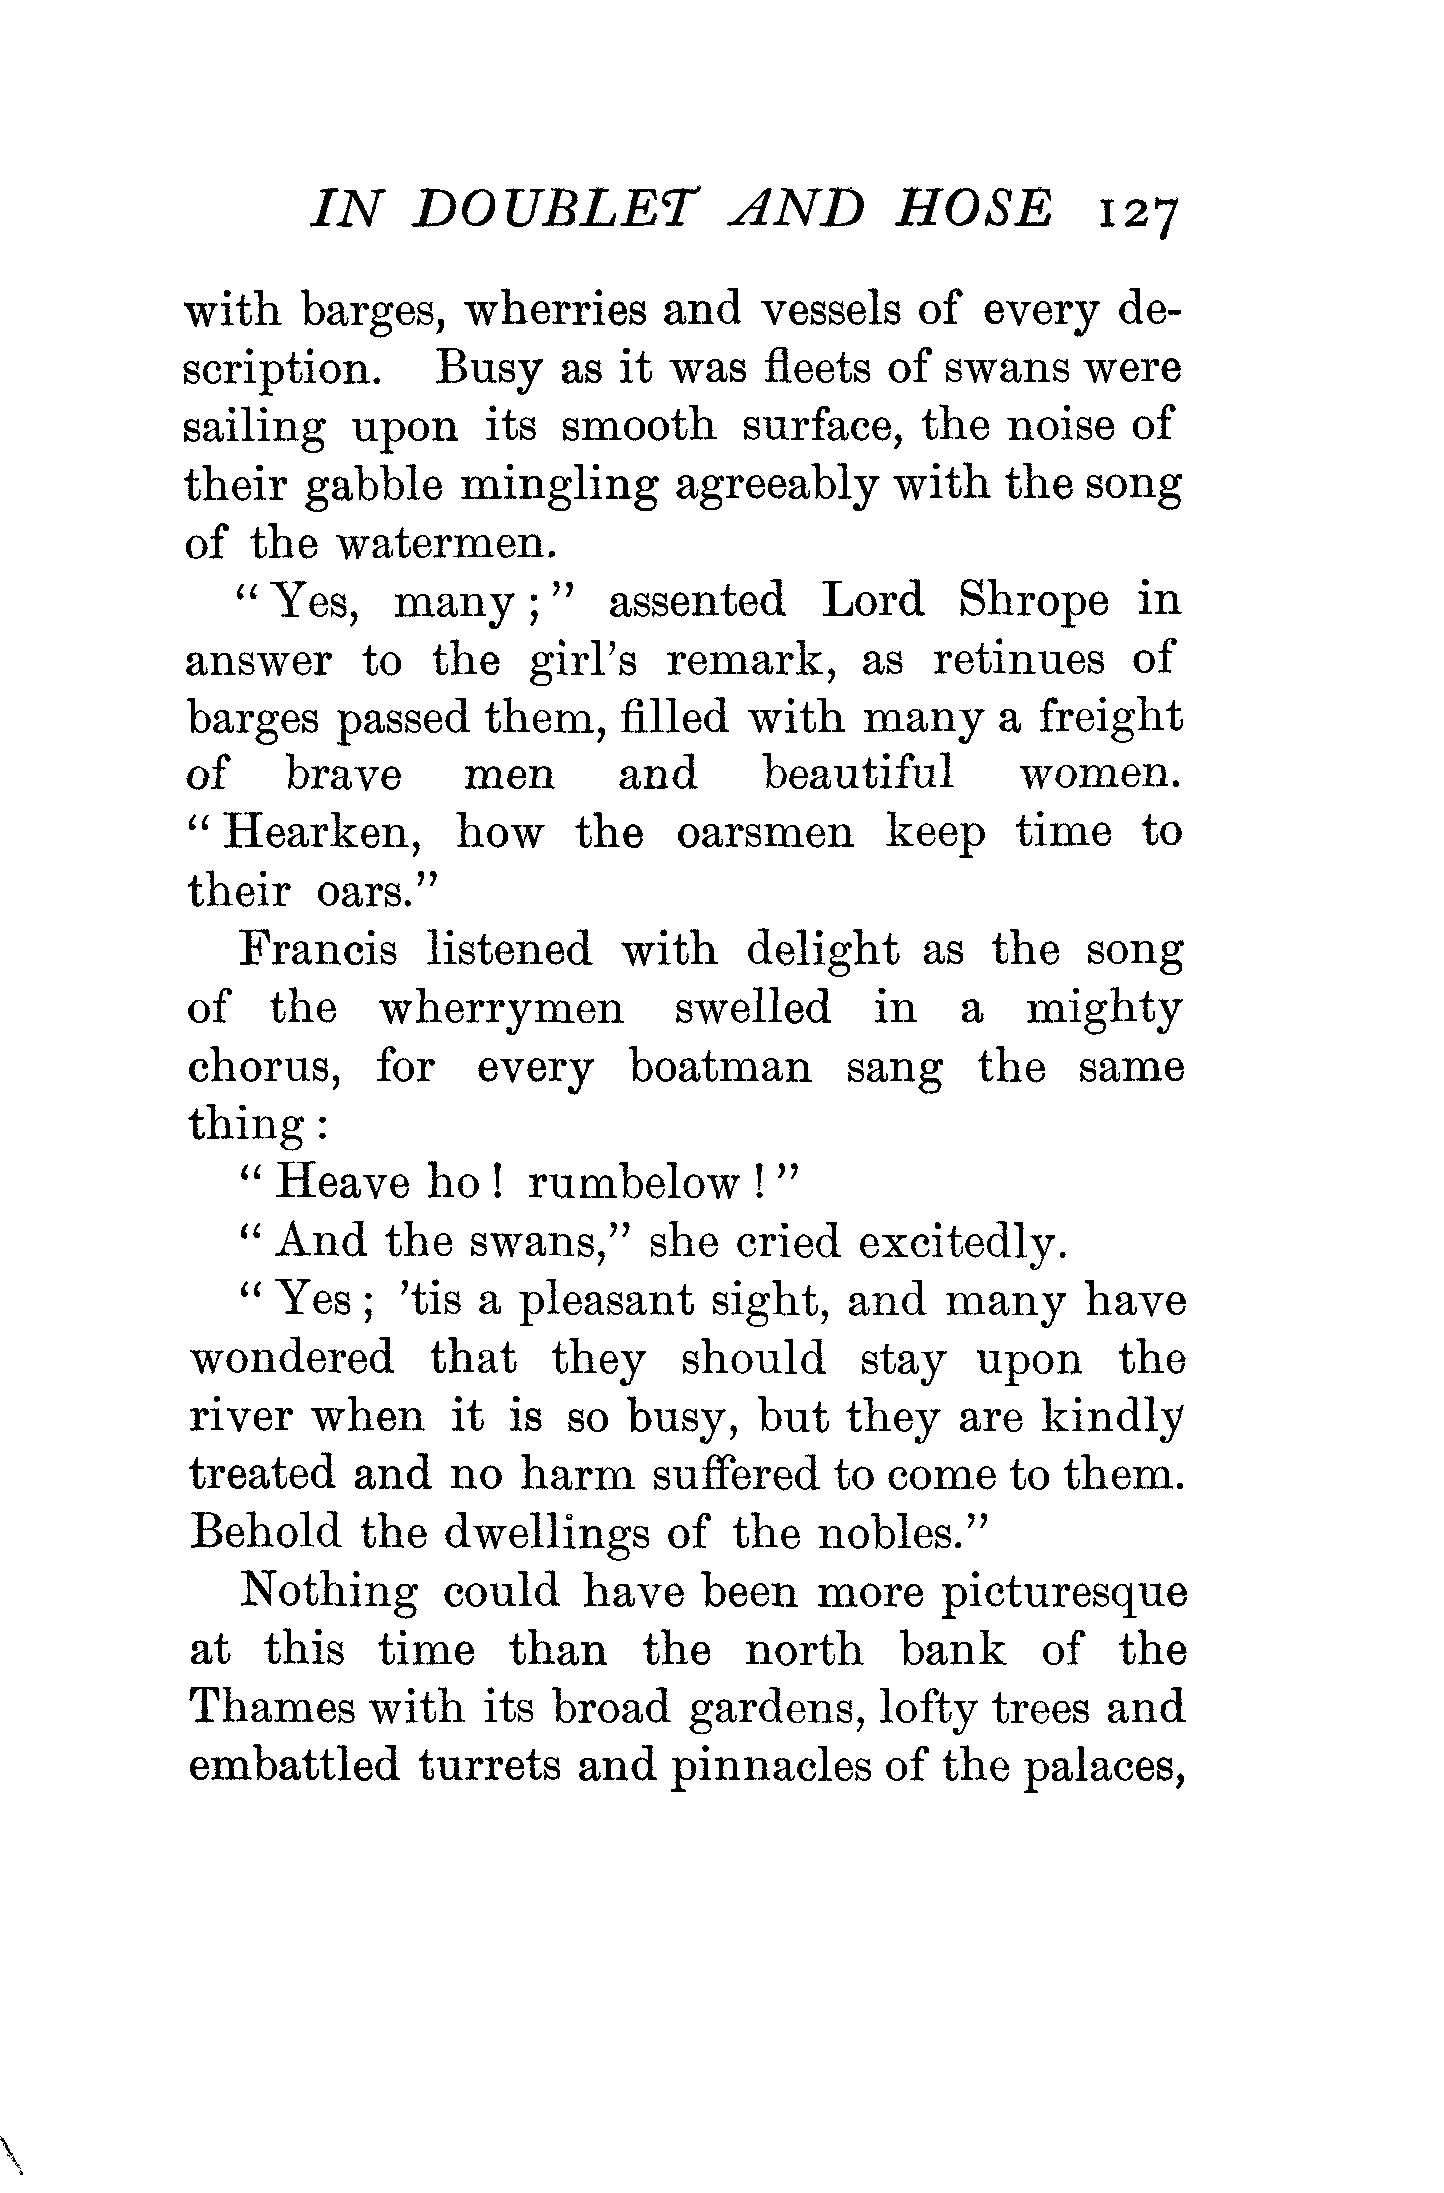 IN DOUBLET AND HOSE 127
with barges, wherries and vessels of every de-
scription. Busy as it was fleets of swans were
sailing upon its smooth surface, the noise of
their gabble mingling agreeably with the song
of the watermen.
“Yes, many;” assented Lord Shrope in
answer to the girl’s remark, as retinues of
barges passed them, filled with many a freight
of brave men and beautiful women.
“Hearken, how the oarsmen keep time to
their oars.”
Francis listened with delight as the song
of the wherrymen swelled in a mighty
chorus, for every boatman sang the same
thing:
“Heave ho! rumbelow!”
“And the swans,” she cried excitedly.
“Yes; ’tis a pleasant sight, and many have
wondered that they should stay upon the
river when it is so busy, but they are kindly
treated and no harm suffered to come to them.
Behold the dwellings of the nobles.”
Nothing could have been more picturesque
at this time than the north bank of the
Thames with its broad gardens, lofty trees and
embattled turrets and pinnacles of the palaces,